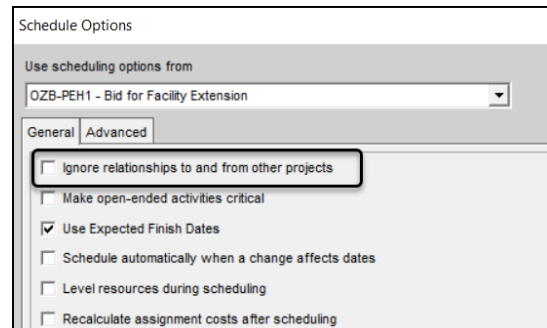 Schedule Options
Use scheduling options from
OZB-PEH1 - Bid for Facility Extension
General Advanced
Ignore relationships to and from other projects
Make open-ended activities critical
Use Expected Finish Dates
Schedule automatically when a change affects dates
Level resources during scheduling
Recalculate assignment costs after scheduling